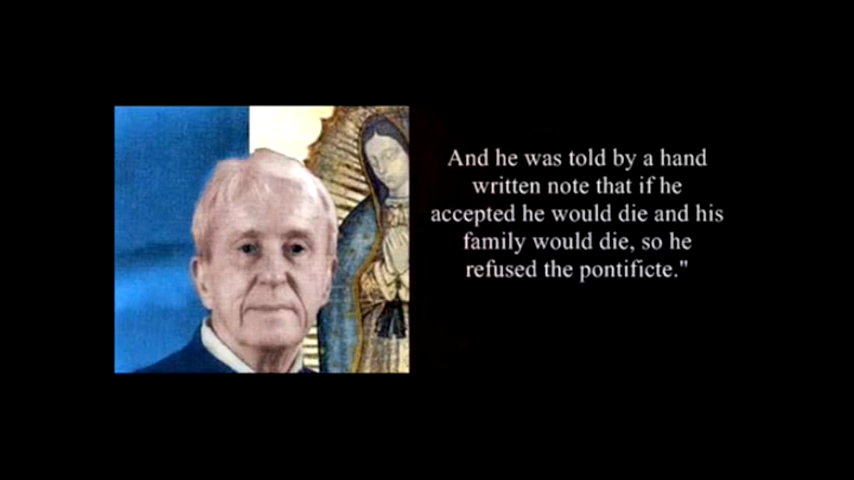 And he was told by a hand
written note that if he
accepted he would die and his
family would die, so he
refused the pontificte."